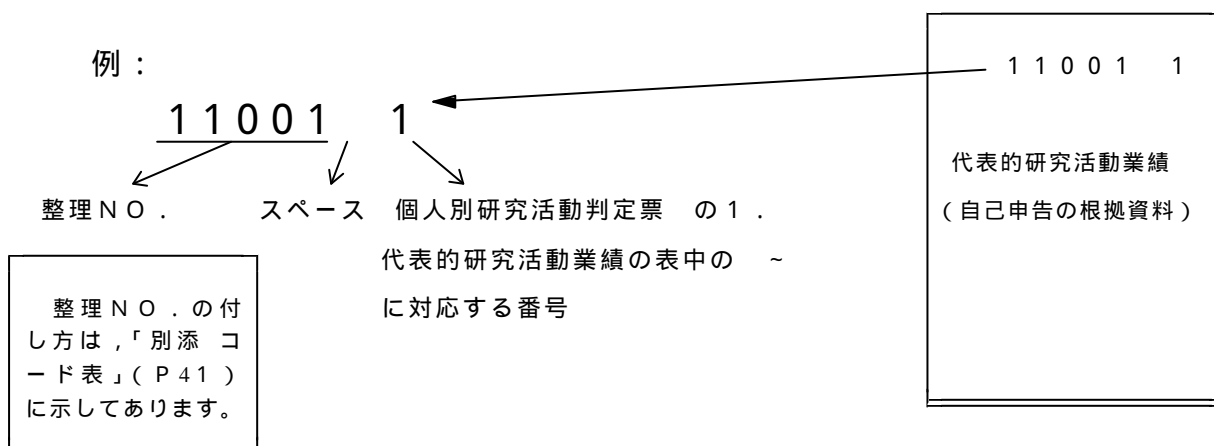 例：
１１００１　１
整理ＮＯ．　スペース　個人別研究活動判定票　の１．
代表的研究活動業績の表中の　～
に対応する番号
整理ＮＯ．の付
し方は，「別添 コ
ード表」（Ｐ41）
に示してあります。
１１００１　１
代表的研究活動業績
（自己申告の根拠資料）